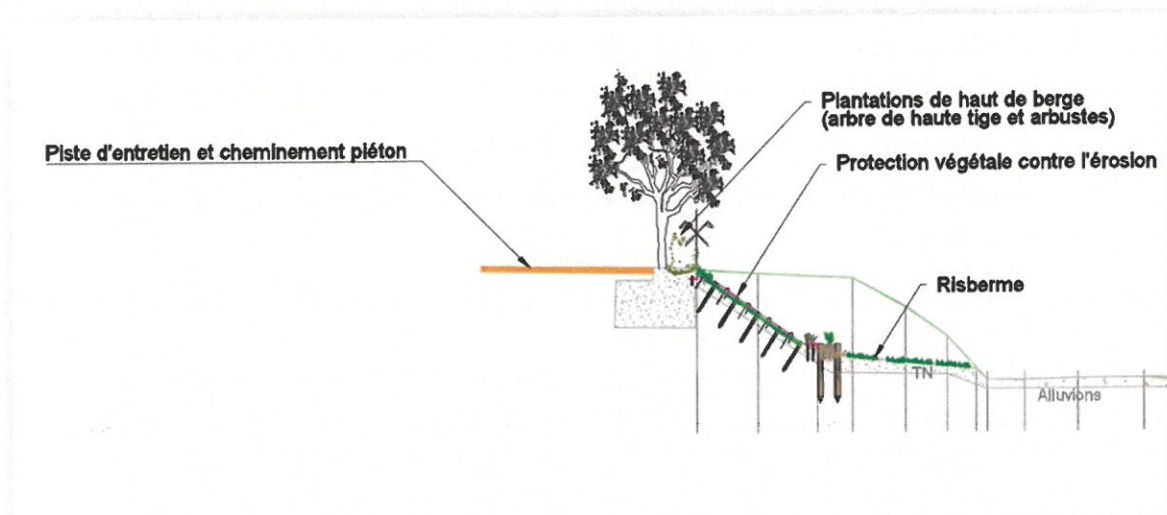 Plantations de haut de berge
(arbre de haute tige et arbustes)
Piste d'entretien et cheminement piéton
Protection végétale contre l'érosion
Risberme
TN
Alluvions